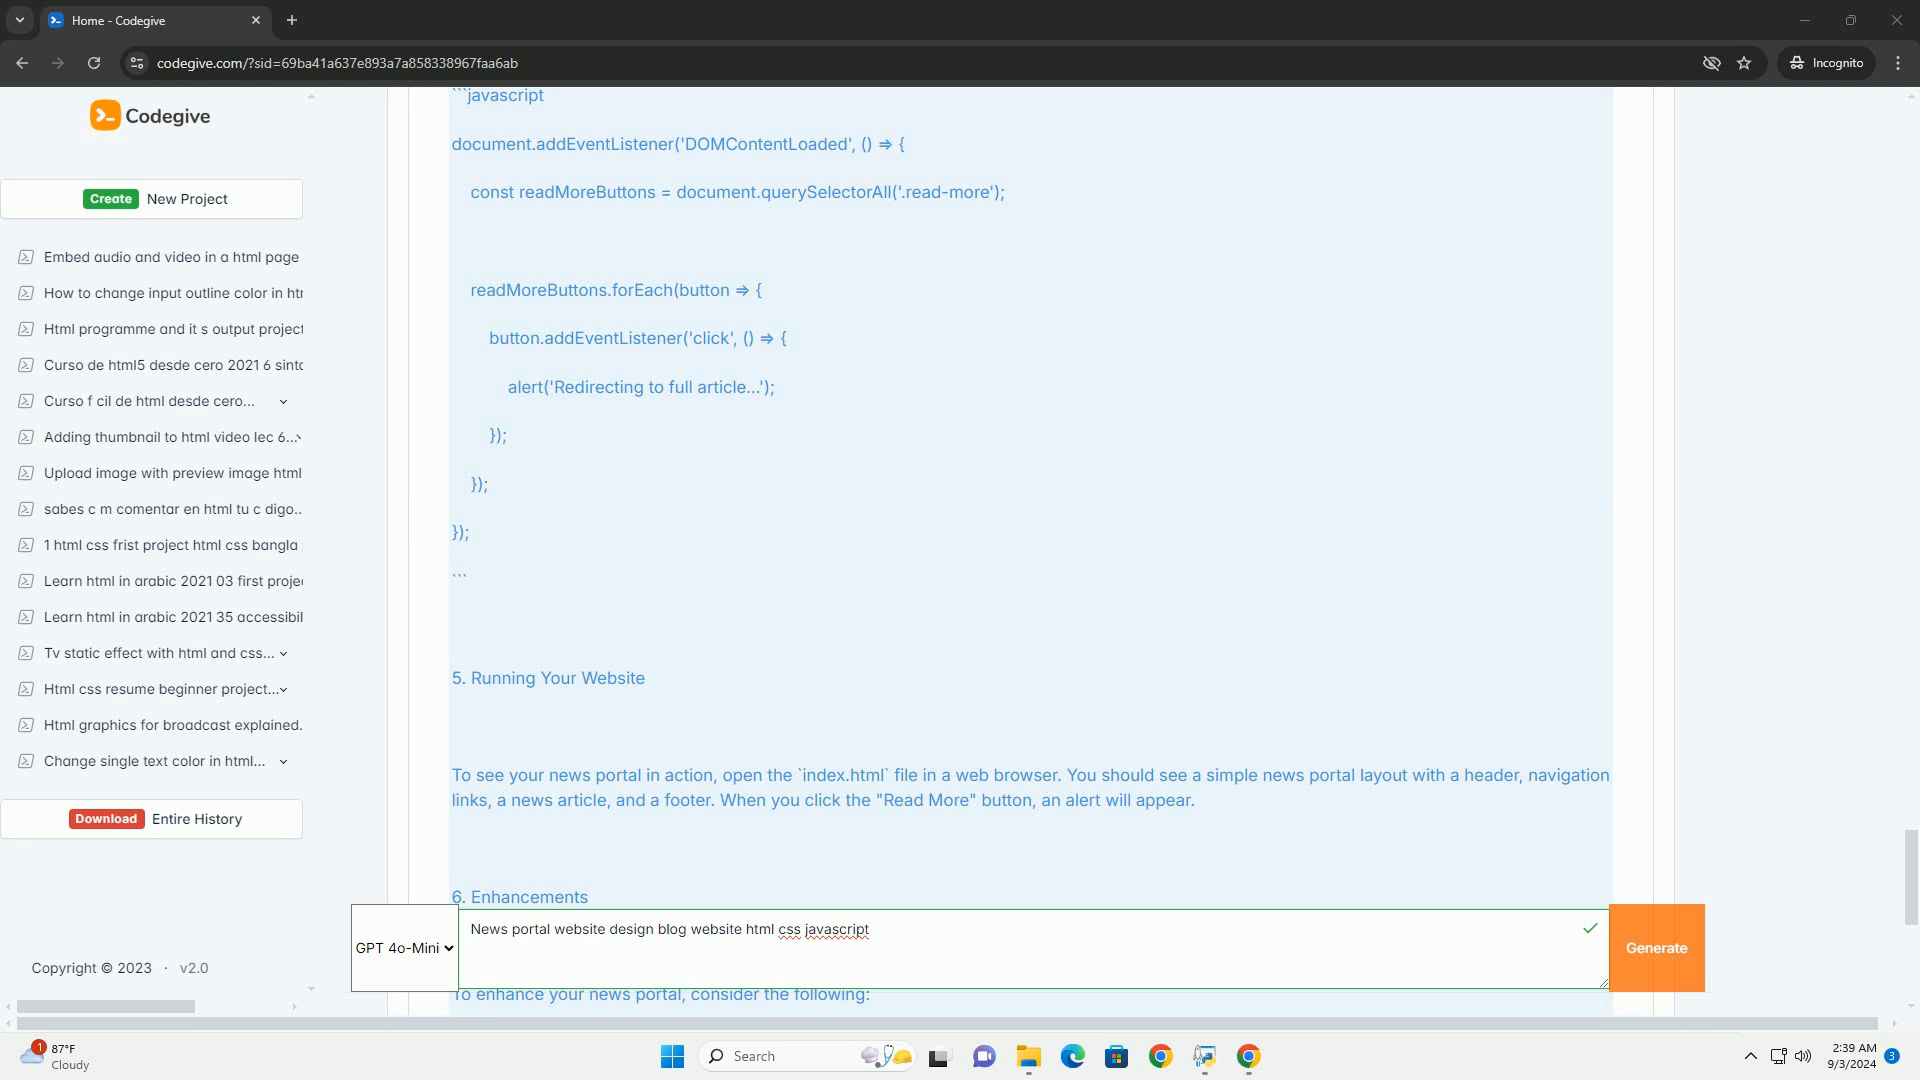 Home - Codegive
codegive.com/?sid=69ba41a637e893a7a858338967faa6ab
Incognito
Codegive
Create New Project
Embed audio and video in a html page
How to change input outline color in htr
Html programme and it s output project
Curso de html5 desde cero 2021 6 sinto
Curso f cil de html desde cero...
Adding thumbnail to html video lec 6...
Upload image with preview image html
sabes c m comentar en html tu c digo..
1 html css frist project html css bangla
Learn html in arabic 2021 03 first proje
Learn html in arabic 2021 35 accessibil
Tv static effect with html and css...
Html css resume beginner project...
Html graphics for broadcast explained.
Change single text color in html...
Download Entire History
Copyright © 2023 · v2.0
```javascript
document.addEventListener('DOMContentLoaded', () => {
const readMoreButtons = document.querySelectorAll('.read-more');
readMoreButtons.forEach(button => {
button.addEventListener('click', () => {
alert('Redirecting to full article...');
});
});
});
```
5. Running Your Website
To see your news portal in action, open the `index.html` file in a web browser. You should see a simple news portal layout with a header, navigation
links, a news article, and a footer. When you click the "Read More" button, an alert will appear.
6. Enhancements
GPT 4o-Mini
News portal website design blog website html css javascript
Generate
To enhance your news portal, consider the following:
1
87°F
Cloudy
Search
2:39 AM
9/3/2024
3